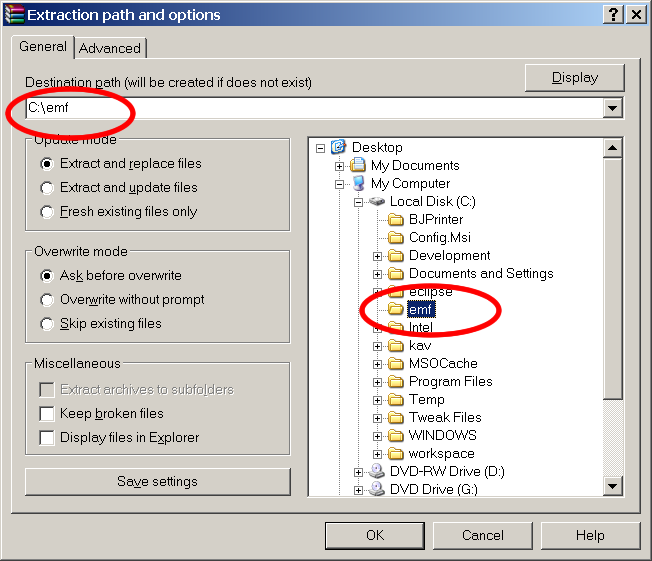 Extraction path and options
General
Advanced
Destination path (will be created if does not exist)
Display
C:\emf
Update mode
Extract and replace files
Extract and update files
Fresh existing files only
Overwrite mode
Ask before overwrite
Overwrite without prompt
Skip existing files
Miscellaneous
Extract archives to subfolders
Keep broken files
Display files in Explorer
Save settings
Desktop
My Documents
My Computer
Local Disk (C:)
BJPrinter
Config.Msi
Development
Documents and Settings
eclipse
emf
Intel
kav
MSOCache
Program Files
Temp
Tweak Files
WINDOWS
workspace
DVD-RW Drive (D:)
DVD Drive (G:)
OK
Cancel
Help